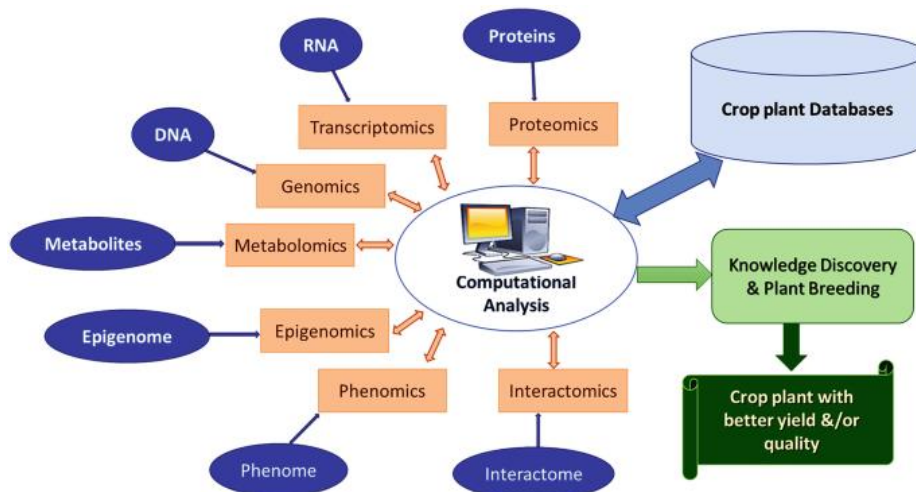 RNA
Proteins
Transcriptomics
Proteomics
Crop plant Databases
DNA
Genomics
Metabolites
Metabolomics
Computational
Analysis
Knowledge Discovery
& Plant Breeding
Epigenome
Epigenomics
Phenomics
Interactomics
Crop plant with
better yield &/or
quality
Phenome
Interactome